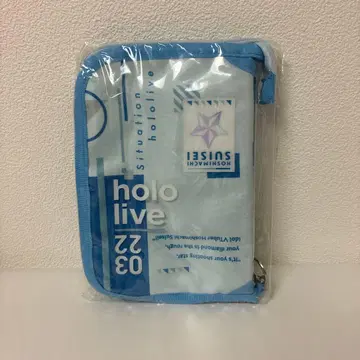 Situation
hololive
HOSHIMACHI
SUISEI
holo
live
03
22
"It's your shooting star,
your diamond in the rough,
idol VTuber Hoshimachi Suisei!"